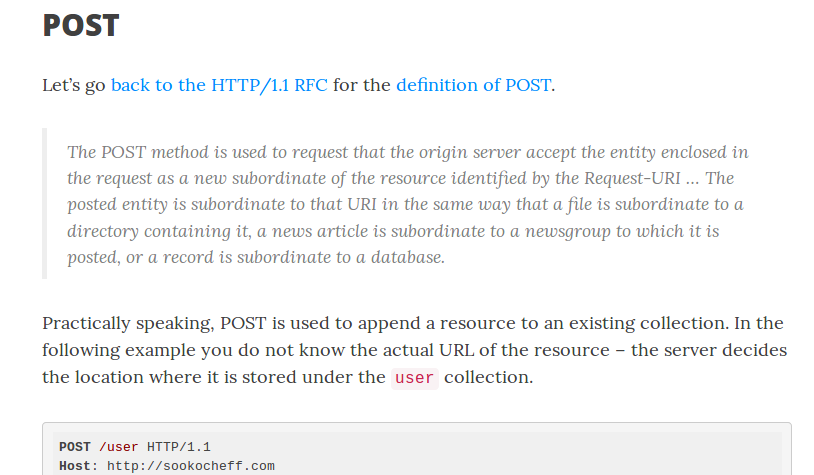 POST
Let’s go back to the HTTP/1.1 RFC for the definition of POST.
The POST method is used to request that the origin server accept the entity enclosed in
the request as a new subordinate of the resource identified by the Request-URI … The
posted entity is subordinate to that URI in the same way that a file is subordinate to a
directory containing it, a news article is subordinate to a newsgroup to which it is
posted, or a record is subordinate to a database.
Practically speaking, POST is used to append a resource to an existing collection. In the
following example you do not know the actual URL of the resource – the server decides
the location where it is stored under the user collection.
POST /user HTTP/1.1
Host: http://sookocheff.com